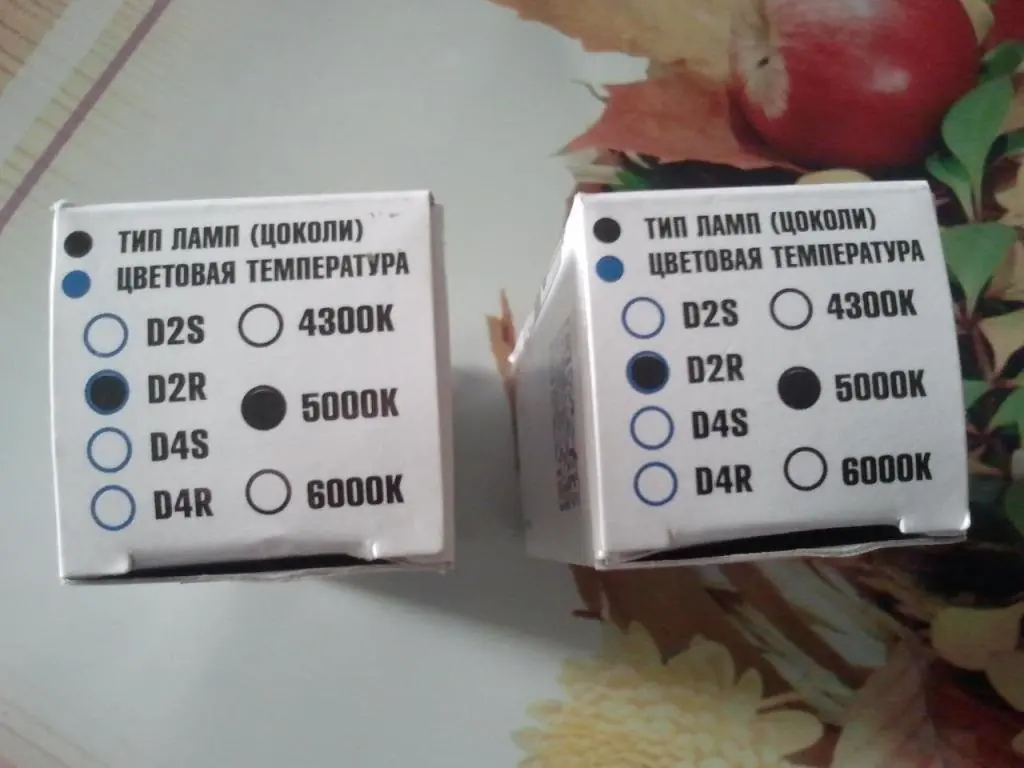 ТИП ЛАМП (ЦОКОЛИ)
ЦВЕТОВАЯ ТЕМПЕРАТУРА
D2S 4300K
D2R 5000K
D4S
D4R 6000K
ТИП ЛАМП (ЦОКОЛИ)
ЦВЕТОВАЯ ТЕМПЕРАТУРА
D2S 4300K
D2R 5000K
D4S
D4R 6000K